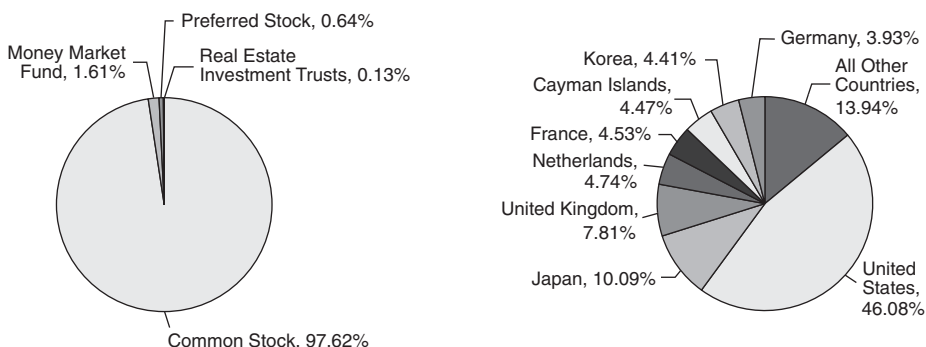 Preferred Stock, 0.64%
Money Market
Fund, 1.61%
Real Estate
Investment Trusts, 0.13%
Common Stock, 97.62%
Germany, 3.93%
Korea, 4.41%
All Other
Countries,
13.94%
Cayman Islands,
4.47%
France, 4.53%
Netherlands,
4.74%
United Kingdom,
7.81%
Japan, 10.09%
United
States,
46.08%